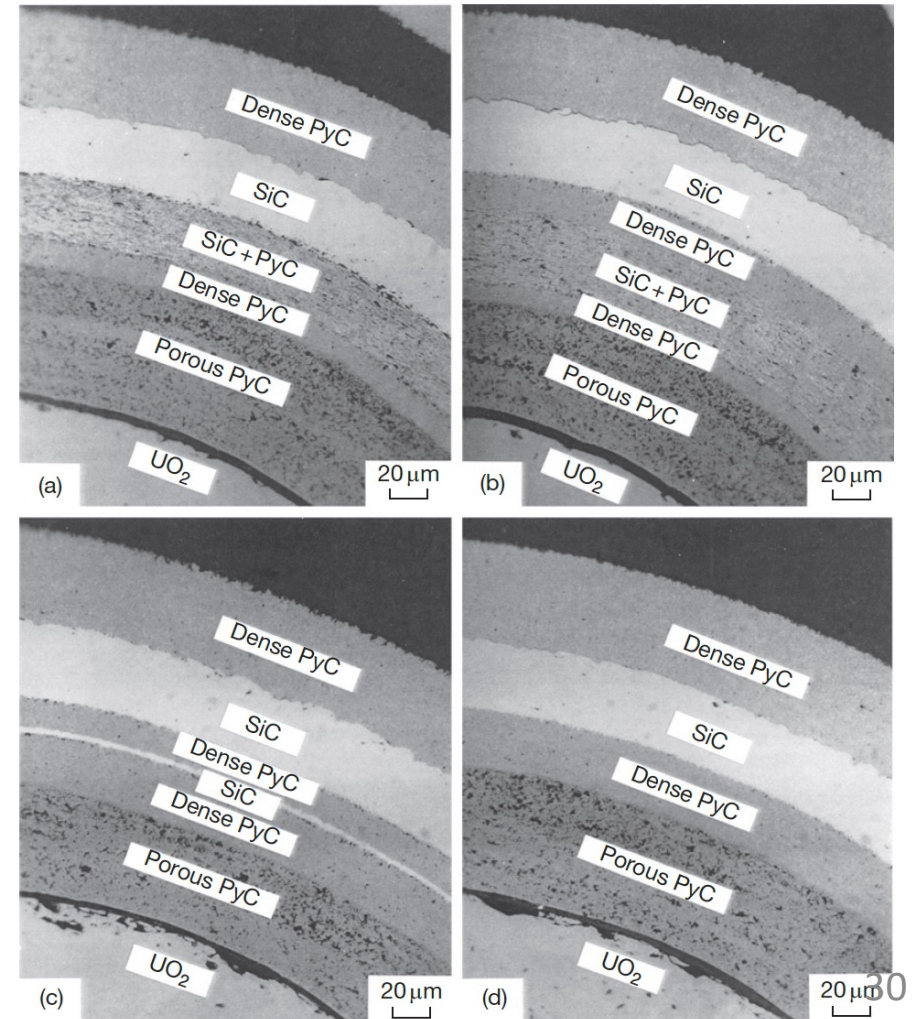 Dense PyC
SiC
SiC+PyC
Dense PyC
Porous PyC
UO₂
(a)
20 μm
Dense PyC
SiC
Dense PyC
SiC+PyC
Dense PyC
Porous PyC
UO₂
(b)
20 μm
Dense PyC
SiC
Dense PyC
SiC
Dense PyC
Porous PyC
UO₂
(c)
20 μm
Dense PyC
SiC
Dense PyC
Porous PyC
UO₂
(d)
20 μm
30